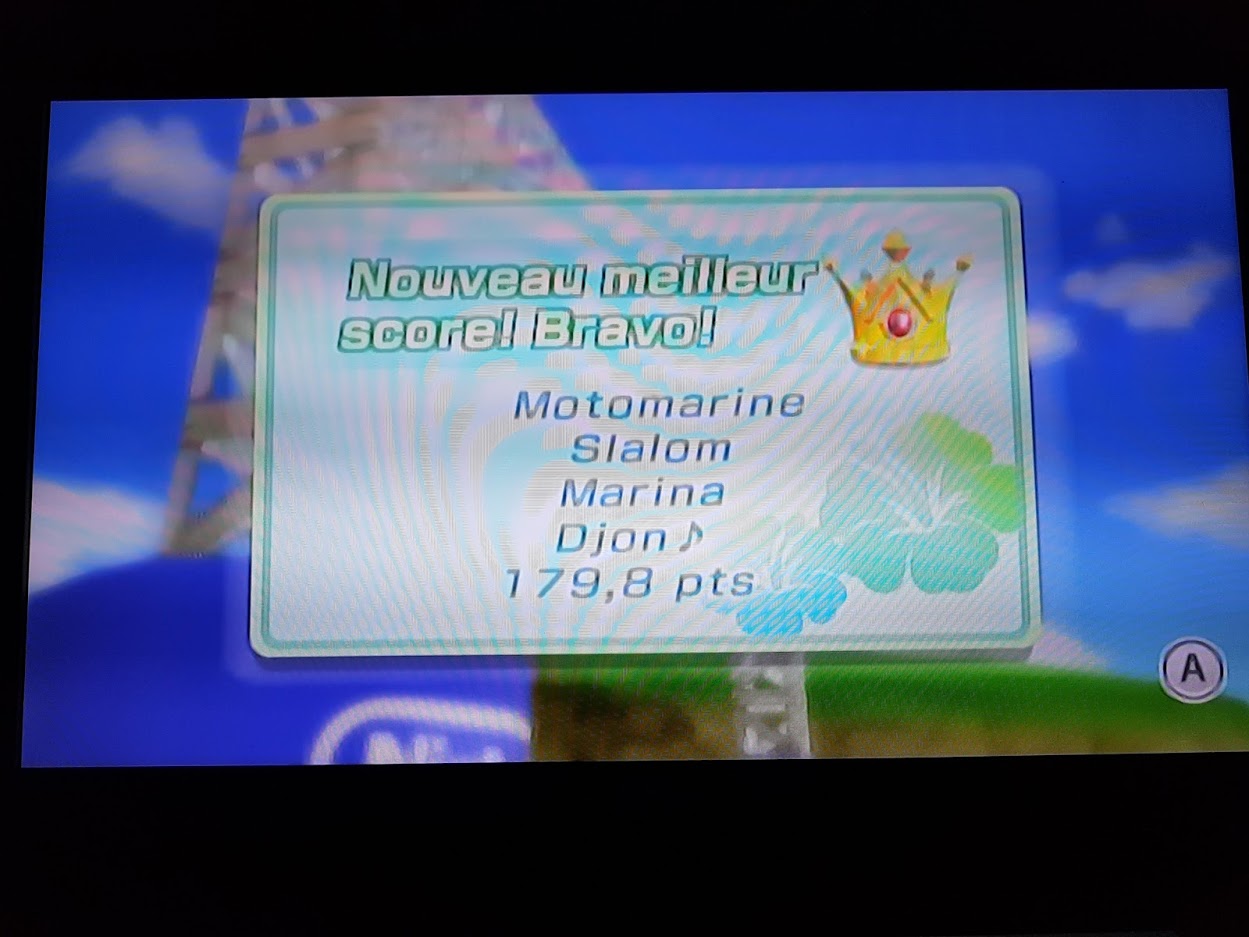 Nouveau meilleur
score! Bravo!
Motomarine
Slalom
Marina
Djon♪
179,8 pts
A